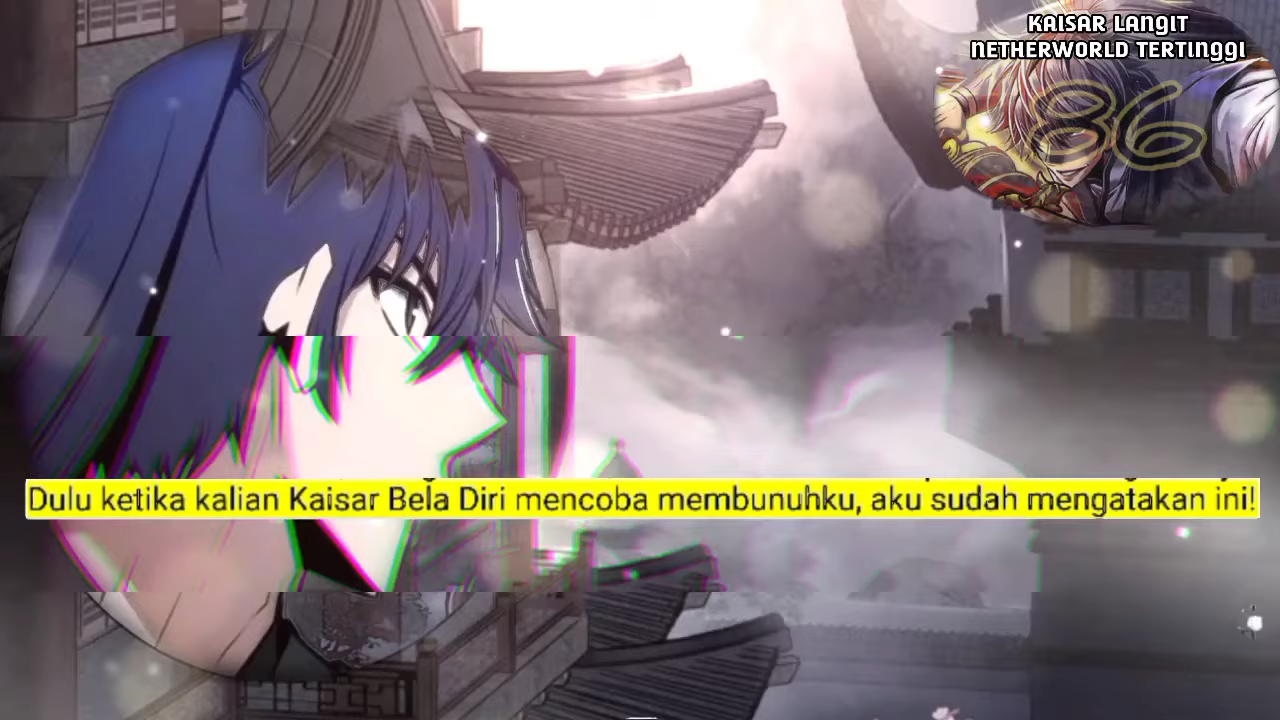 KAISAR LANGIT
NETHERWORLD TERTINGGI
86
Dulu ketika kalian Kaisar Bela Diri mencoba membunuhku, aku sudah mengatakan ini!